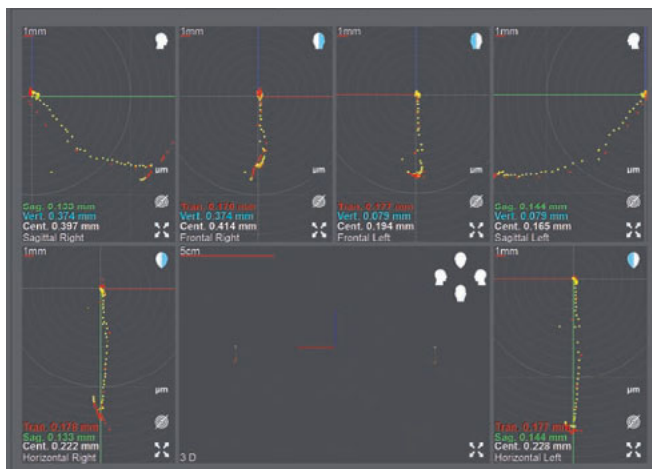 1mm
1mm
1mm
1mm
µm
µm
µm
µm
Sag. 0.133 mm
Vert. 0.374 mm
Cent. 0.397 mm
Sagittal Right
Tran. 0.178 mm
Vert. 0.374 mm
Cent. 0.414 mm
Frontal Right
Tran. 0.177 mm
Vert. 0.079 mm
Cent. 0.194 mm
Frontal Left
Sag. 0.144 mm
Vert. 0.079 mm
Cent. 0.165 mm
Sagittal Left
1mm
5cm
1mm
µm
µm
Tran. 0.178 mm
Sag. 0.133 mm
Cent. 0.222 mm
Horizontal Right
3 D
Tran. 0.177 mm
Sag. 0.144 mm
Cent. 0.228 mm
Horizontal Left